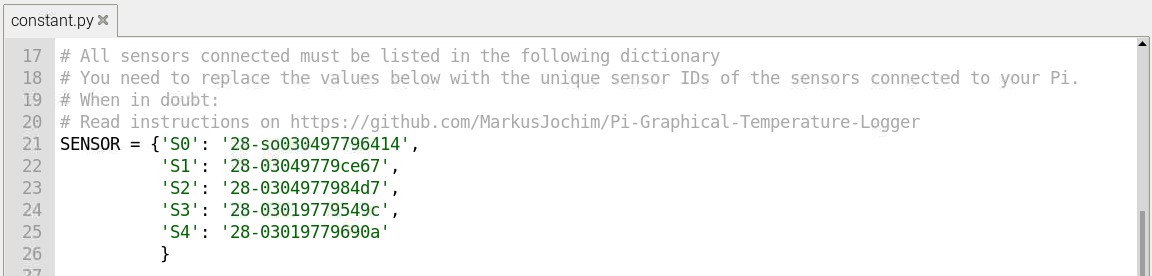 constant.py
17 # All sensors connected must be listed in the following dictionary
18 # You need to replace the values below with the unique sensor IDs of the sensors connected to your Pi.
19 # When in doubt:
20 # Read instructions on https://github.com/MarkusJochim/Pi-Graphical-Temperature-Logger
21 SENSOR = {'S0': '28-so030497796414',
22           'S1': '28-03049779ce67',
23           'S2': '28-0304977984d7',
24           'S3': '28-03019779549c',
25           'S4': '28-03019779690a'
26           }
27